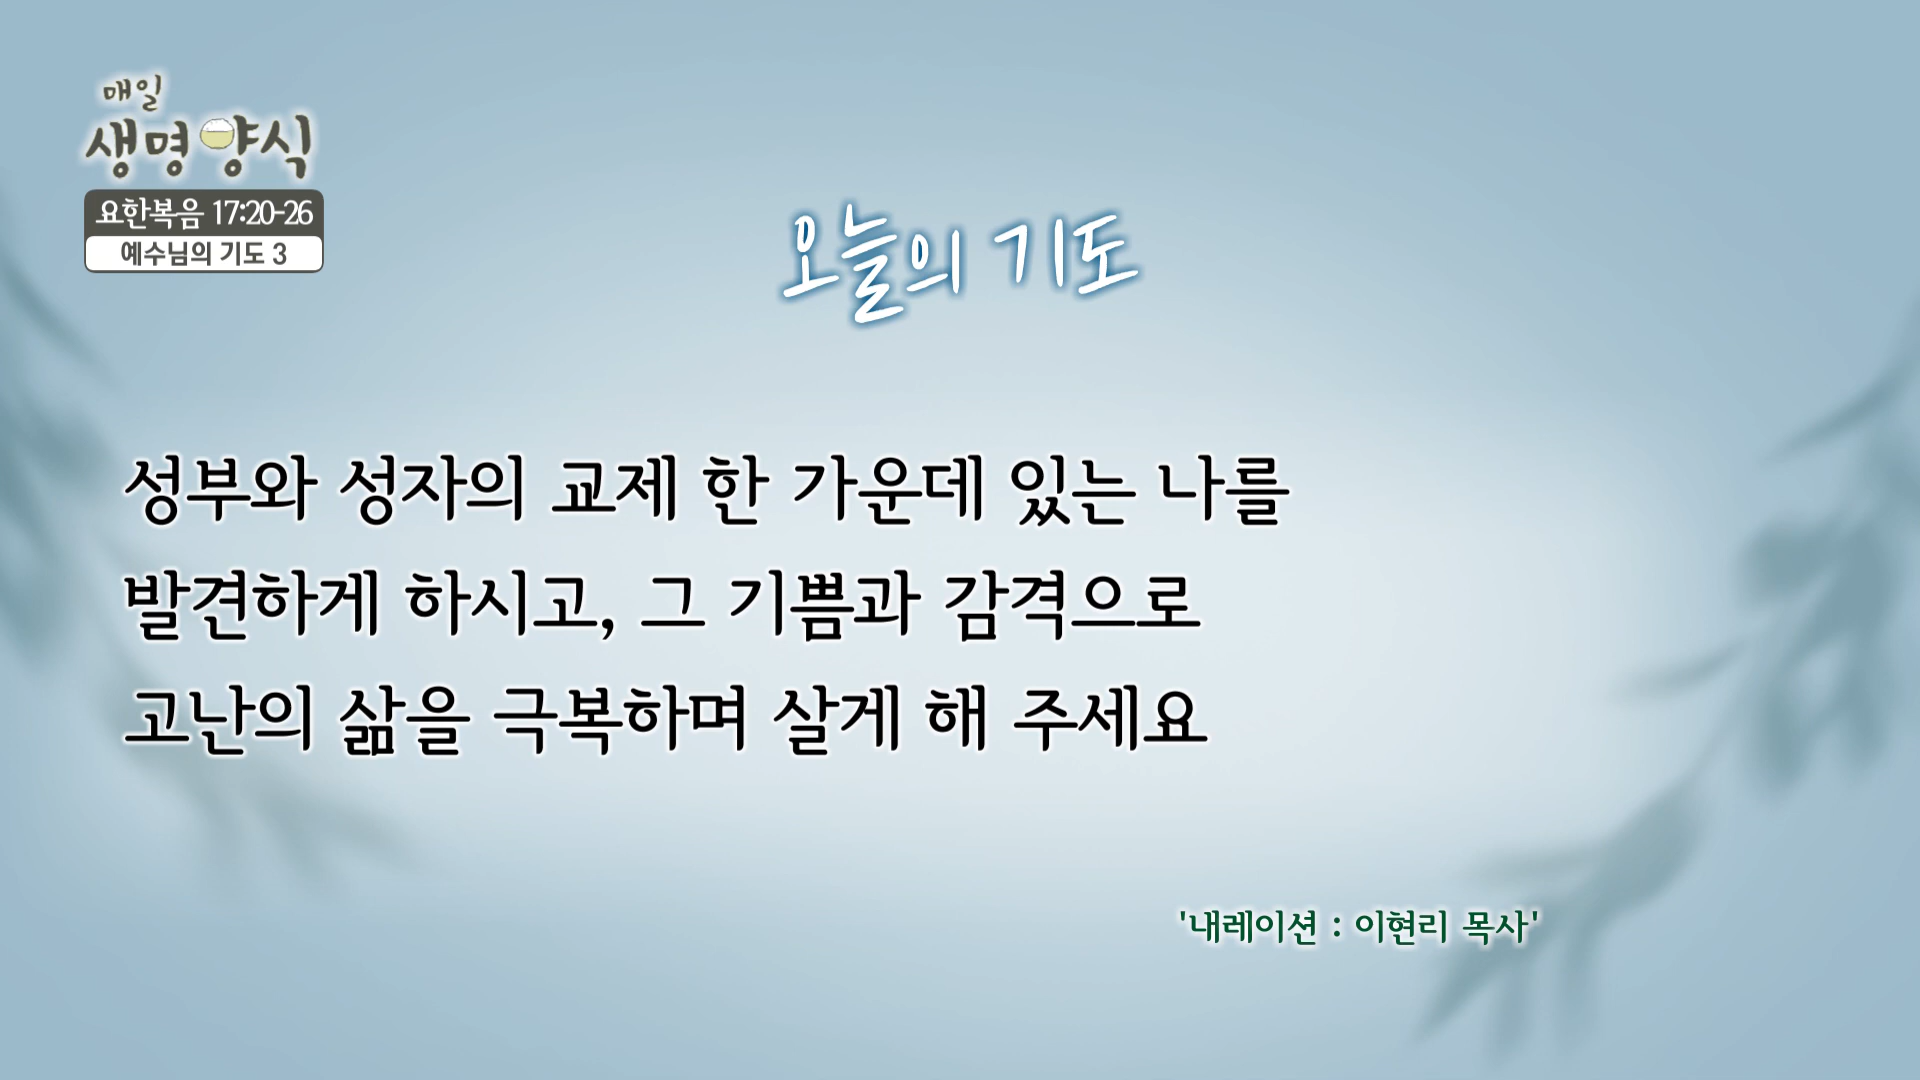 매일
생명양식
요한복음 17:20-26
예수님의 기도 3
오늘의 기도
성부와 성자의 교제 한 가운데 있는 나를
발견하게 하시고, 그 기쁨과 감격으로
고난의 삶을 극복하며 살게 해 주세요
'내레이션 : 이현리 목사'